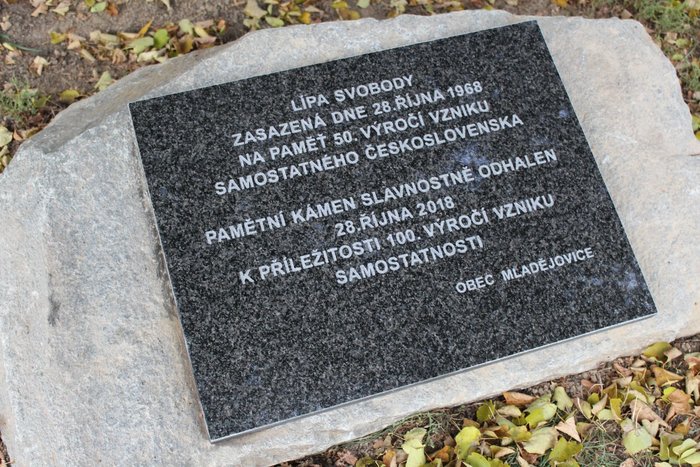 LÍPA SVOBODY
ZASAZENÁ DNE 28.ŘÍJNA 1968
NA PAMĚŤ 50. VÝROČÍ VZNIKU
SAMOSTATNÉHO ČESKOSLOVENSKA
PAMĚTNÍ KÁMEN SLAVNOSTNĚ ODHALEN
28.ŘÍJNA 2018
K PŘÍLEŽITOSTI 100. VÝROČÍ VZNIKU
SAMOSTATNOSTI
OBEC MLADĚJOVICE